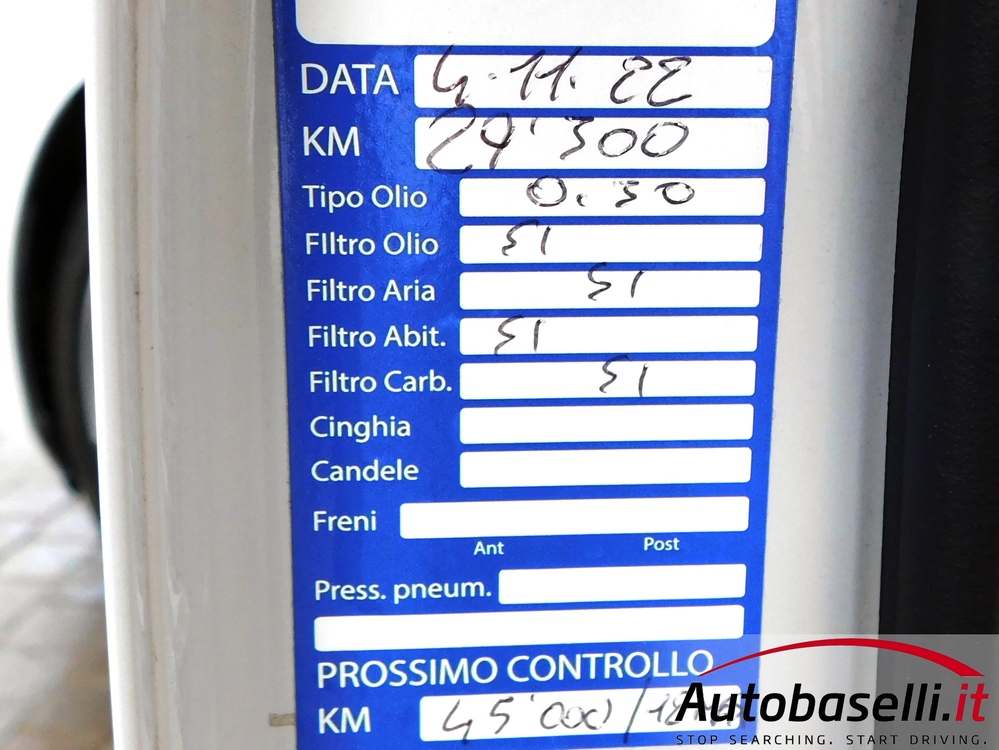 DATA 4.11.22
KM 29'300
Tipo Olio 0.30
FIltro Olio SI
Filtro Aria SI
Filtro Abit. SI
Filtro Carb. SI
Cinghia
Candele
Freni
Ant Post
Press. pneum.
PROSSIMO CONTROLLO
KM 45'000/
Autobaselli.it
STOP SEARCHING. START DRIVING.